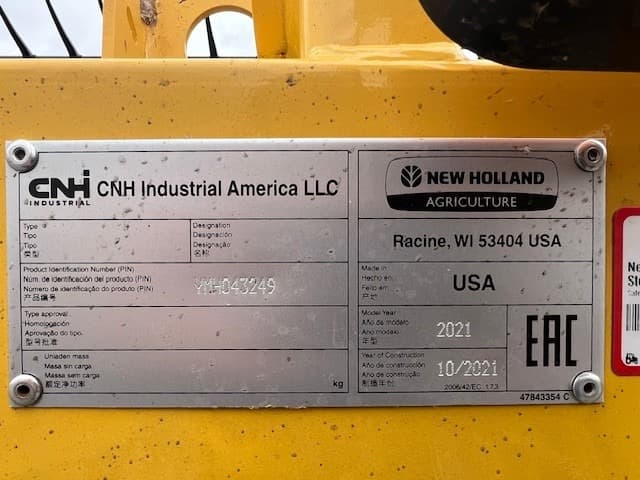 CNH
INDUSTRIAL
CNH Industrial America LLC
NEW HOLLAND
AGRICULTURE
Type
Tipo
Tipo
类型
Designation
Designación
Designação
名称
Racine, WI 53404 USA
Product Identification Number (PIN)
Núm. de identificación del producto (PIN)
Número de identificação do produto (PIN)
产品编号
YMH043249
Made in
Hecho en
Feito em
产地
USA
Type approval
Homologación
Aprovação do tipo
型号批准
Model Year
Año de modelo
Ano modelo
年型
2021
EAC
Unladen mass
Masa sin carga
Massa sem carga
额定净功率
kg
Year of Construction
Año de construcción
Ano de construção
制造年份
10/2021
2006/42/EC, 1.7.3
47843354 C